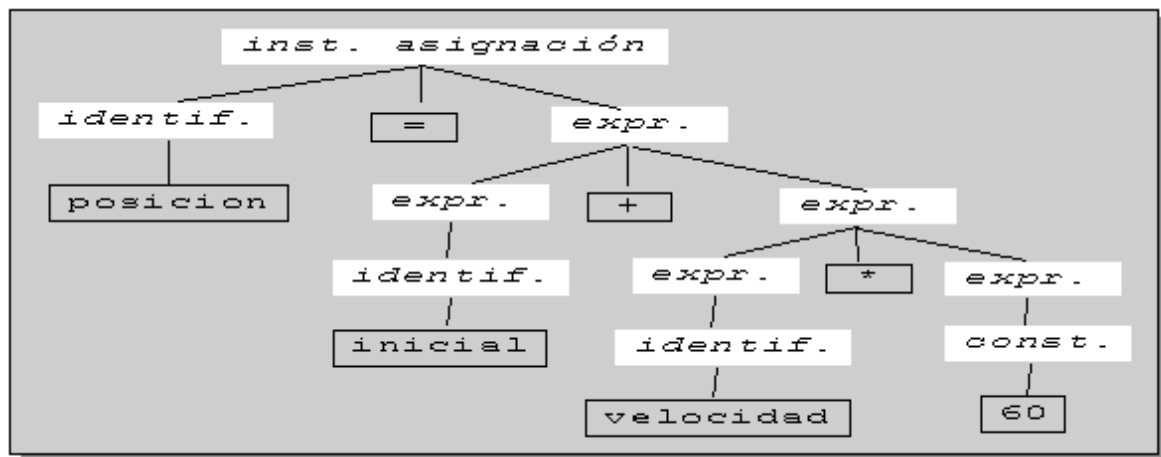 inst. asignación
identif.
=
expr.
posicion
expr.
+
expr.
identif.
expr.
*
expr.
inicial
identif.
const.
velocidad
60